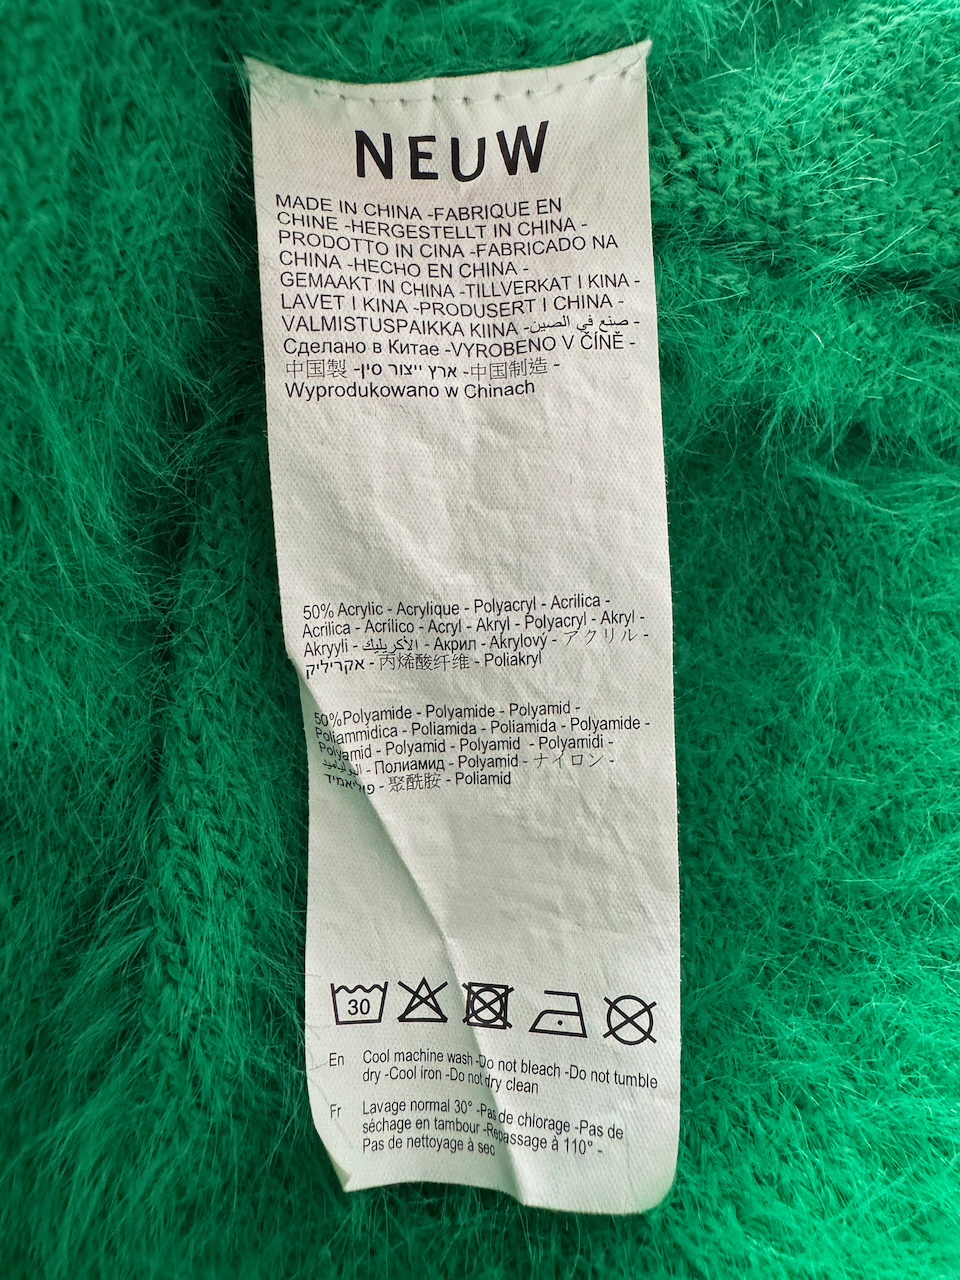 NEUW
MADE IN CHINA -FABRIQUE EN
CHINE -HERGESTELLT IN CHINA -
PRODOTTO IN CINA -FABRICADO NA
CHINA -HECHO EN CHINA -
GEMAAKT IN CHINA -TILLVERKAT I KINA -
LAVET I KINA -PRODUSERT I CHINA -
VALMISTUSPAIKKA KIINA -صنع في الصين -
Сделано в Китае -VYROBENO V ČÍNĚ -
中国製 -ארץ ייצור סין -中国制造 -
Wyprodukowano w Chinach
50% Acrylic - Acrylique - Polyacryl - Acrilica -
Acrilica - Acrílico - Acryl - Akryl - Polyacryl - Akryl -
Akryyli - الأكريليك - Акрил - Akrylový - アクリル -
אקריליק - 丙烯酸纤维 - Poliakryl
50%Polyamide - Polyamide - Polyamid -
Poliammidica - Poliamida - Poliamida - Polyamide -
Polyamid - Polyamid - Polyamid - Polyamidi -
- Полиамид - Polyamid - ナイロン -
פוליאמיד - 聚酰胺 - Poliamid
30
En Cool machine wash -Do not bleach -Do not tumble
dry -Cool iron -Do not dry clean
Fr Lavage normal 30° -Pas de chlorage -Pas de
séchage en tambour -Repassage à 110° -
Pas de nettoyage à sec